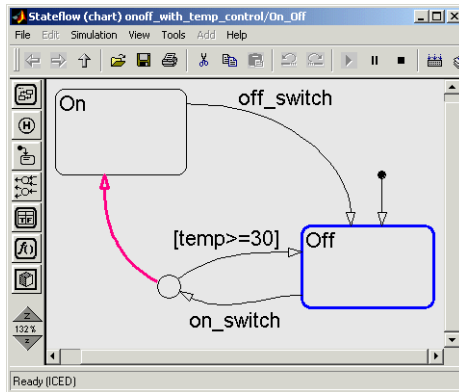 Stateflow (chart) onoff_with_temp_control/On_Off
File Edit Simulation View Tools Add Help
On
off_switch
[temp>=30]
Off
on_switch
H
f()
Z
132 %
z
Ready (ICED)